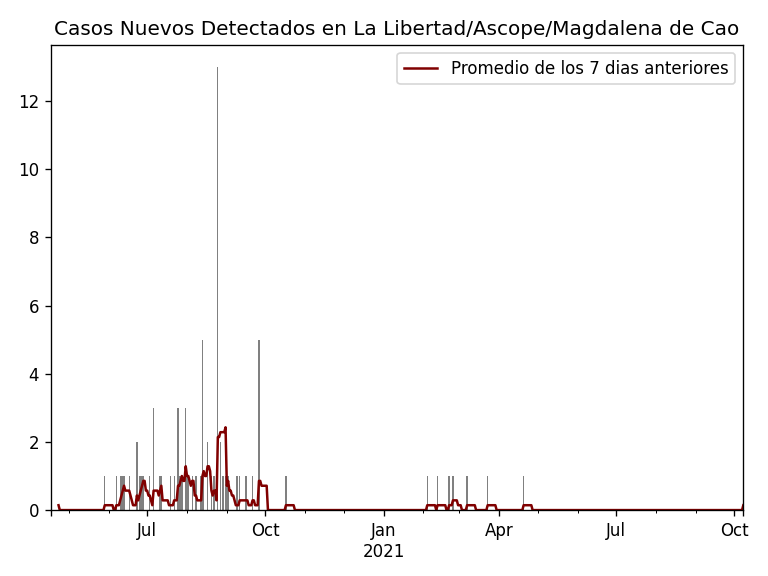 Casos Nuevos Detectados en La Libertad/Ascope/Magdalena de Cao
Promedio de los 7 dias anteriores
12
10
8
6
4
2
0
Jul Oct Jan Apr Jul Oct
2021